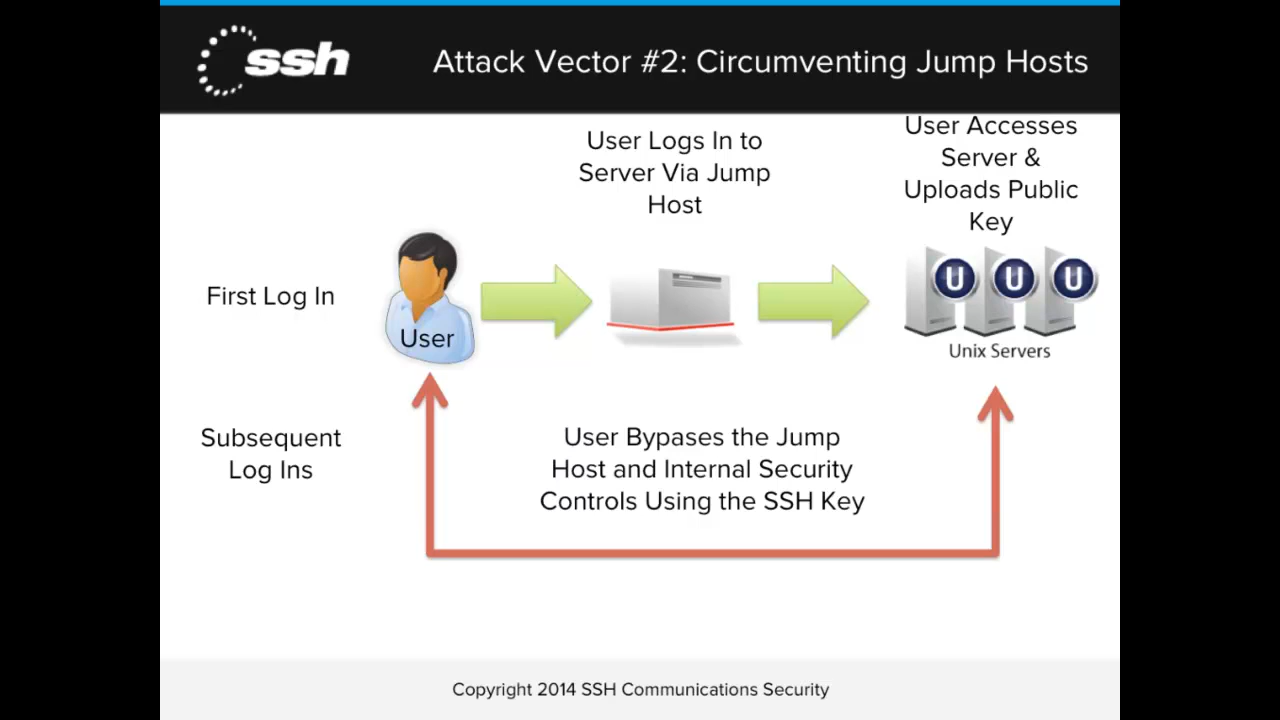 ssh
Attack Vector #2: Circumventing Jump Hosts
User Logs In to
Server Via Jump
Host
User Accesses
Server &
Uploads Public
Key
First Log In
User
U
U
U
Unix Servers
Subsequent
Log Ins
User Bypases the Jump
Host and Internal Security
Controls Using the SSH Key
Copyright 2014 SSH Communications Security